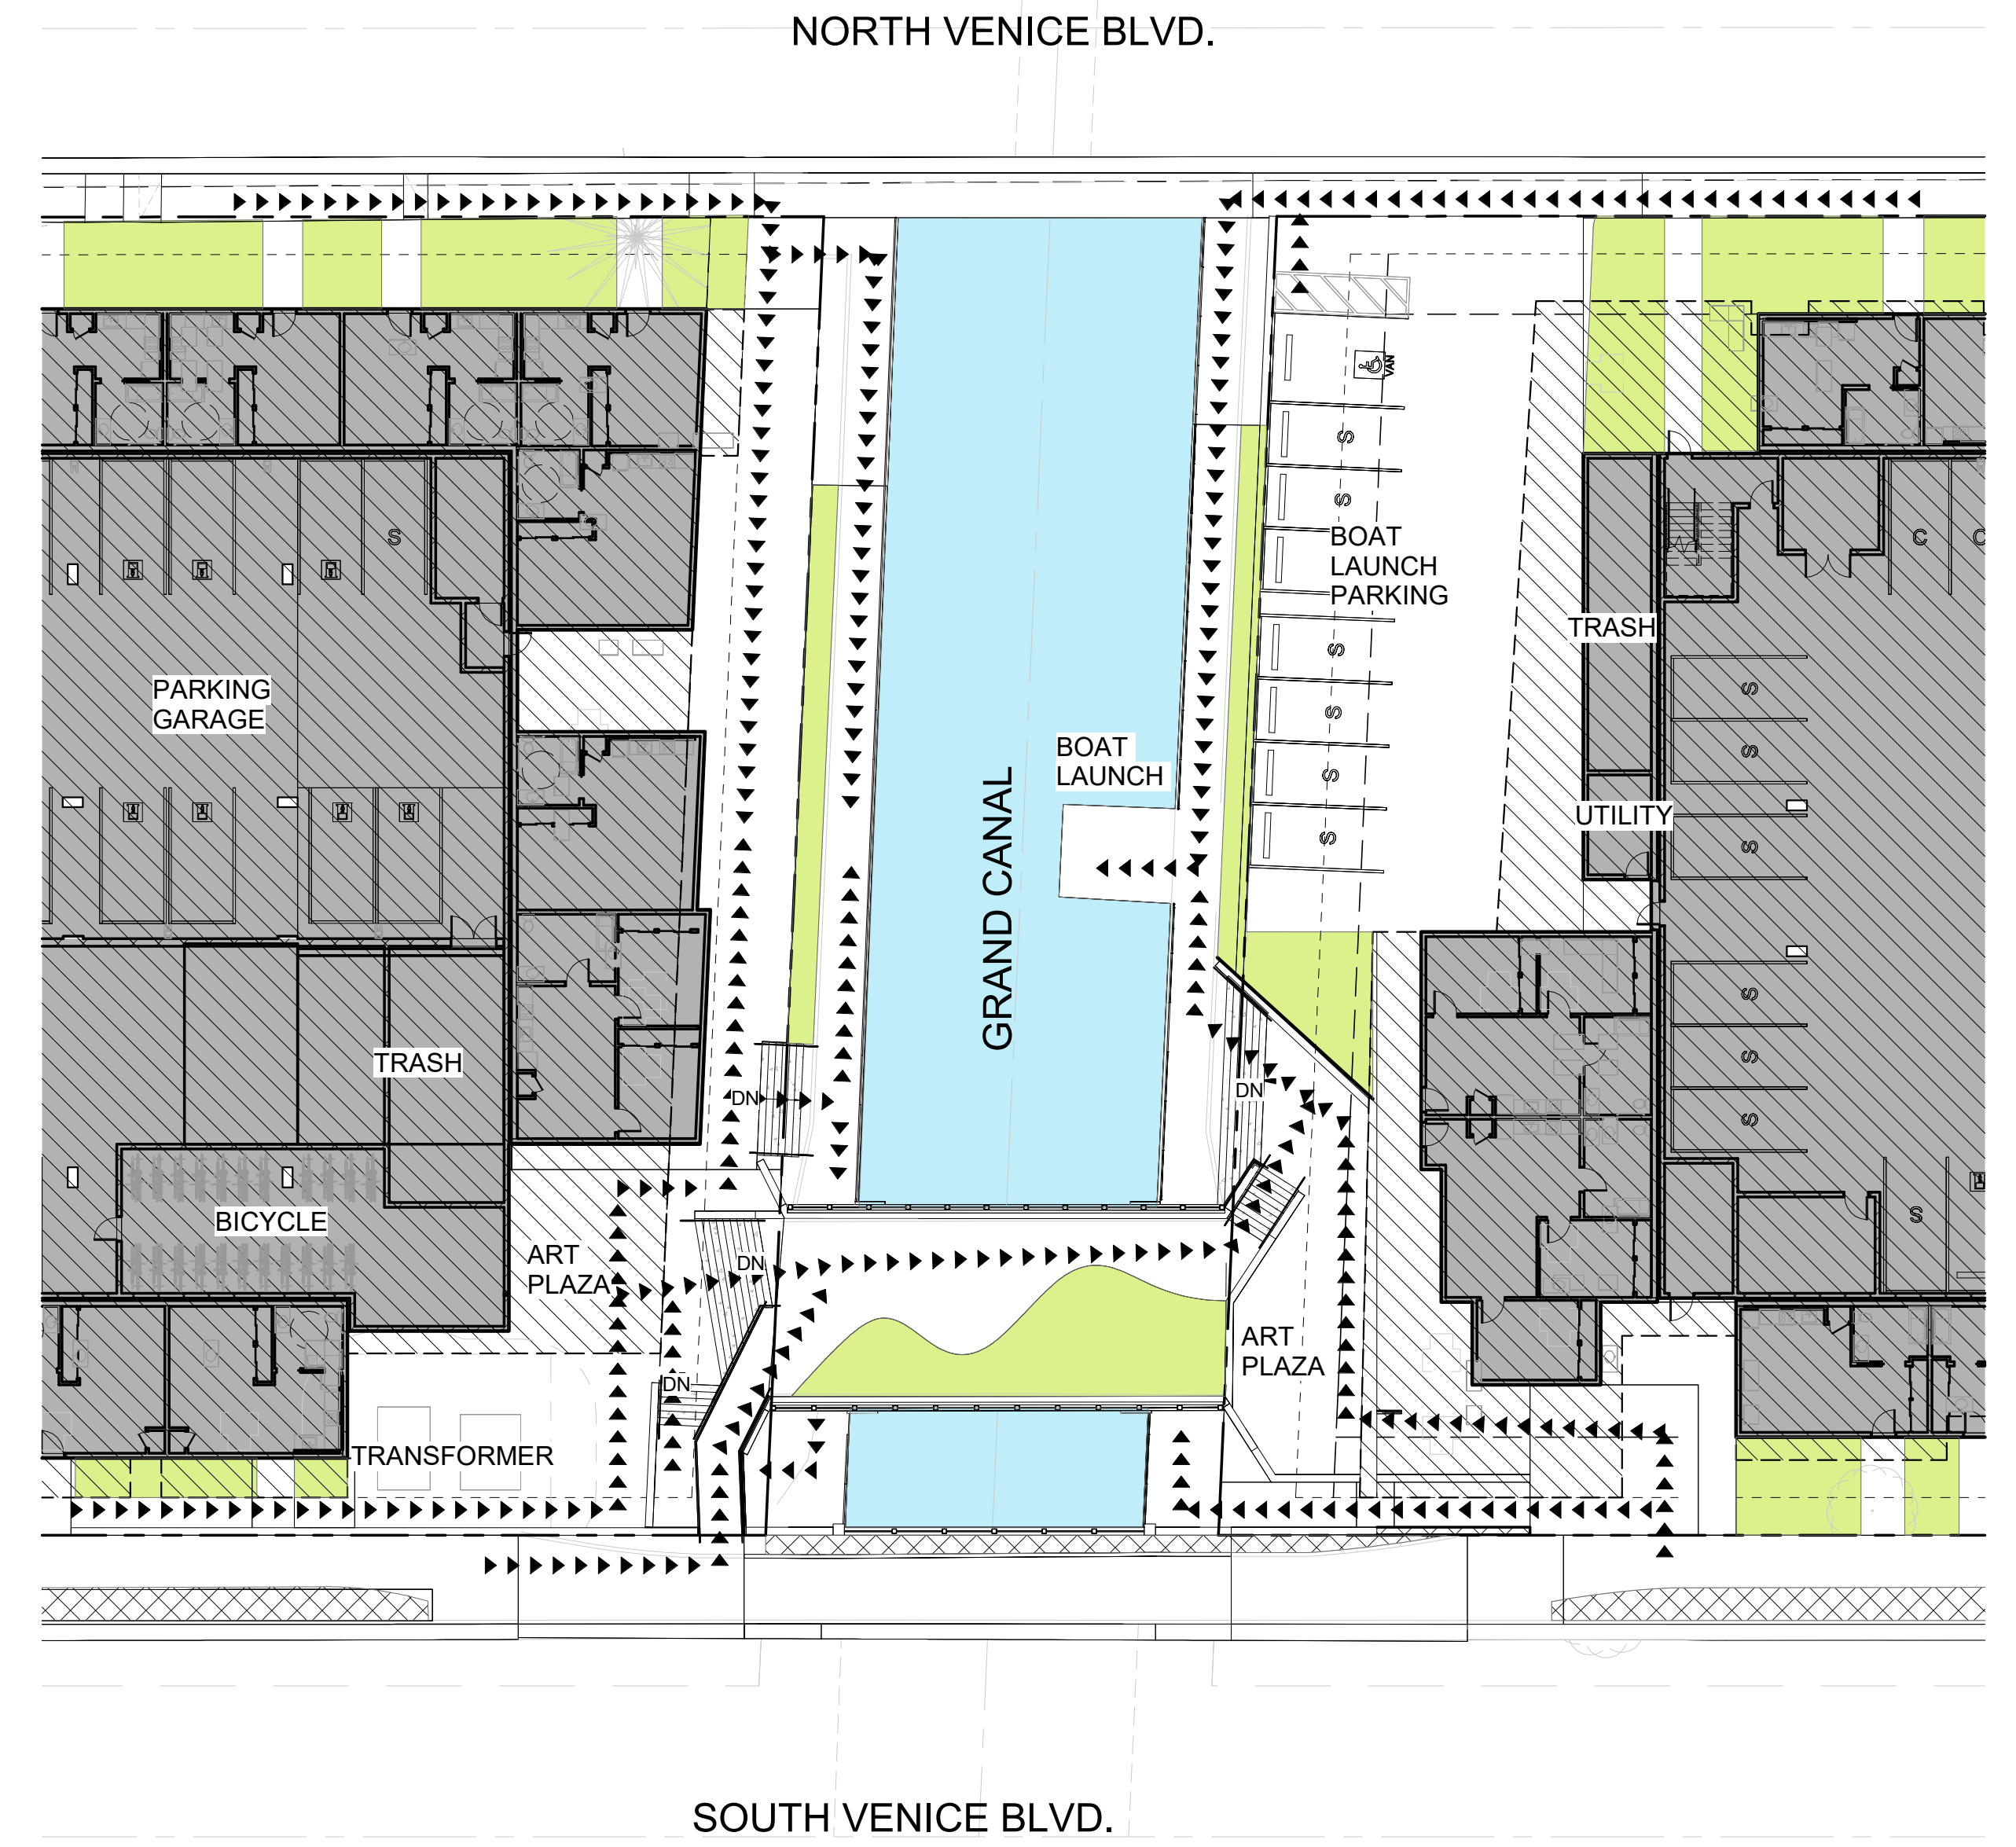 NORTH VENICE BLVD.
VAN
S
S
S
BOAT
LAUNCH
PARKING
C
C
S
TRASH
PARKING
GARAGE
S
S
S
S
BOAT
LAUNCH
S
S
UTILITY
S
S
GRAND CANAL
S
S
TRASH
DN
DN
S
BICYCLE
S
ART
PLAZA
DN
ART
PLAZA
DN
TRANSFORMER
SOUTH VENICE BLVD.